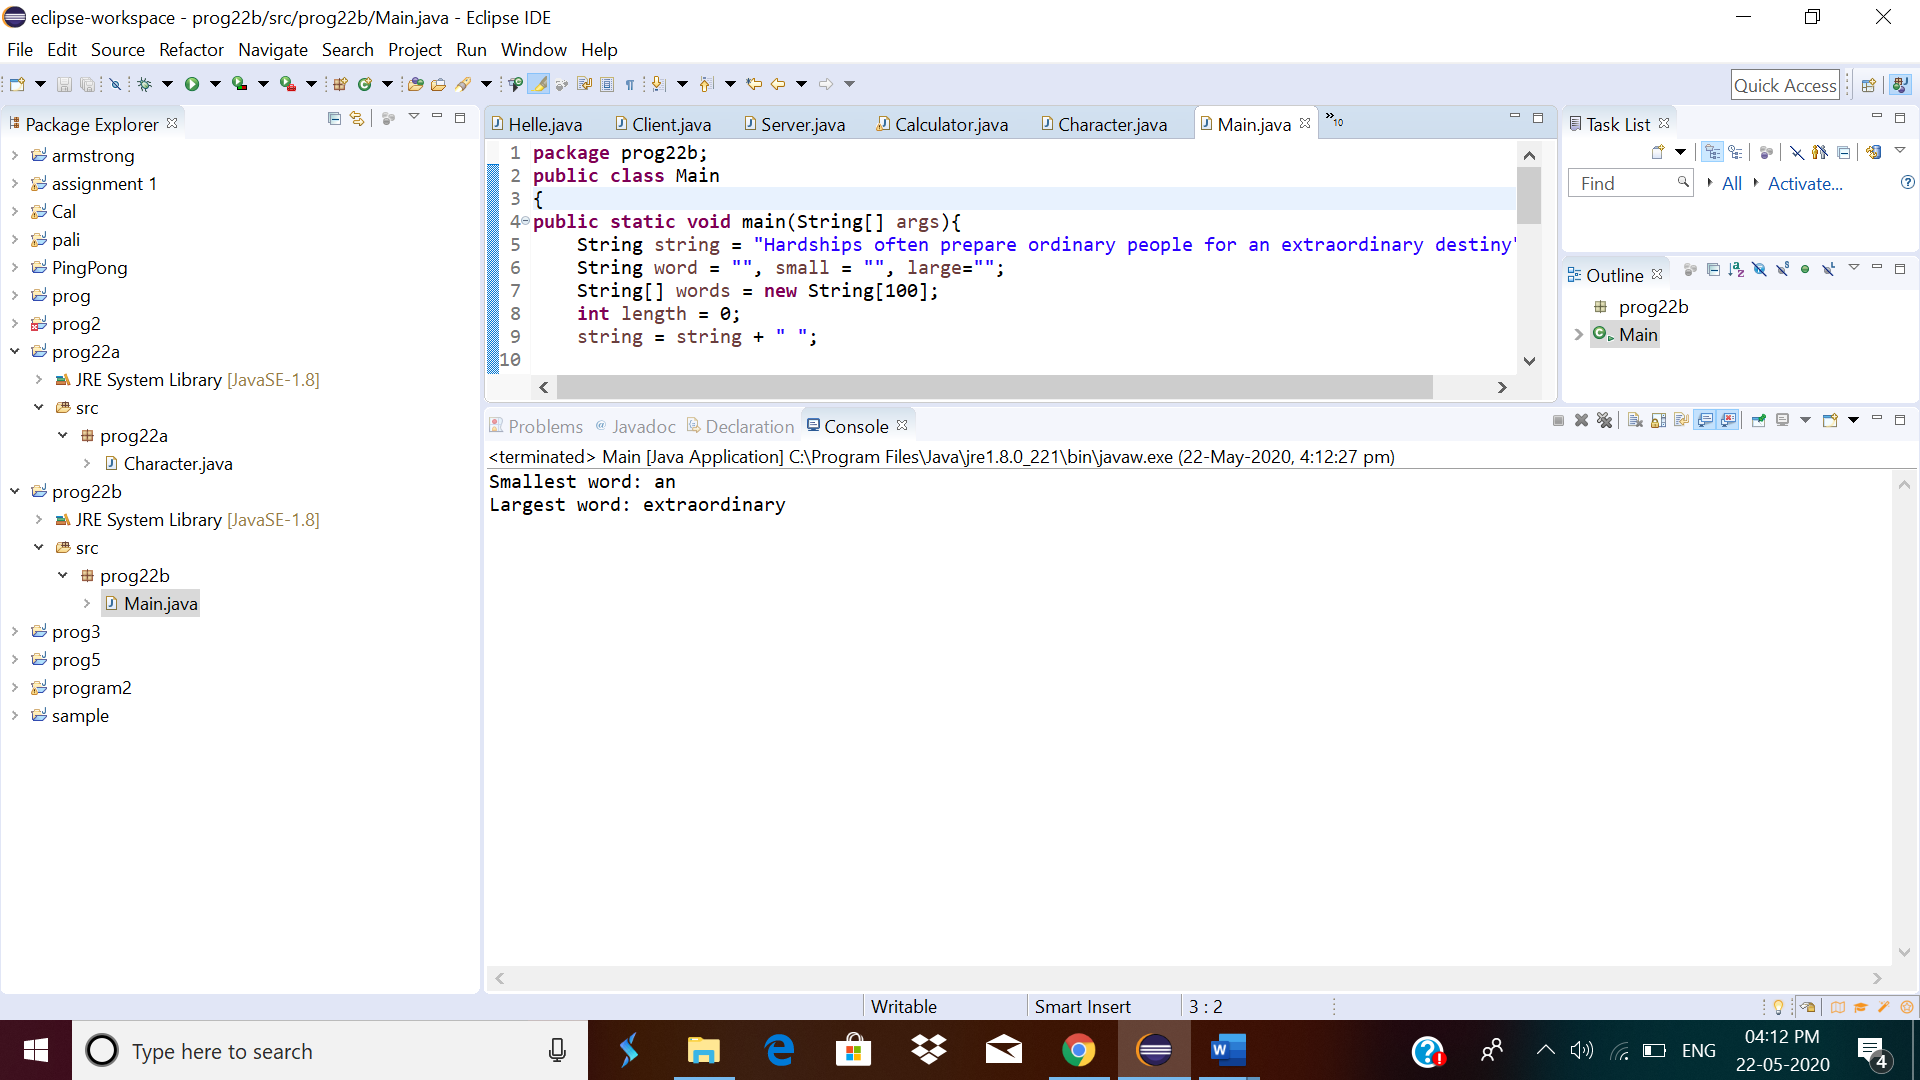 eclipse-workspace - prog22b/src/prog22b/Main.java - Eclipse IDE
File Edit Source Refactor Navigate Search Project Run Window Help
Quick Access
Package Explorer
armstrong
assignment 1
Cal
pali
PingPong
prog
prog2
prog22a
JRE System Library [JavaSE-1.8]
src
prog22a
Character.java
prog22b
JRE System Library [JavaSE-1.8]
src
prog22b
Main.java
prog3
prog5
program2
sample
Helle.java Client.java Server.java Calculator.java Character.java Main.java »10
1 package prog22b;
2 public class Main
3 {
4 public static void main(String[] args){
5 String string = "Hardships often prepare ordinary people for an extraordinary destiny"
6 String word = "", small = "", large="";
7 String[] words = new String[100];
8 int length = 0;
9 string = string + " ";
10
Problems @ Javadoc Declaration Console
<terminated> Main [Java Application] C:\Program Files\Java\jre1.8.0_221\bin\javaw.exe (22-May-2020, 4:12:27 pm)
Smallest word: an
Largest word: extraordinary
Task List
Find All Activate...
Outline
prog22b
Main
Writable Smart Insert 3 : 2
Type here to search
ENG
04:12 PM
22-05-2020
4